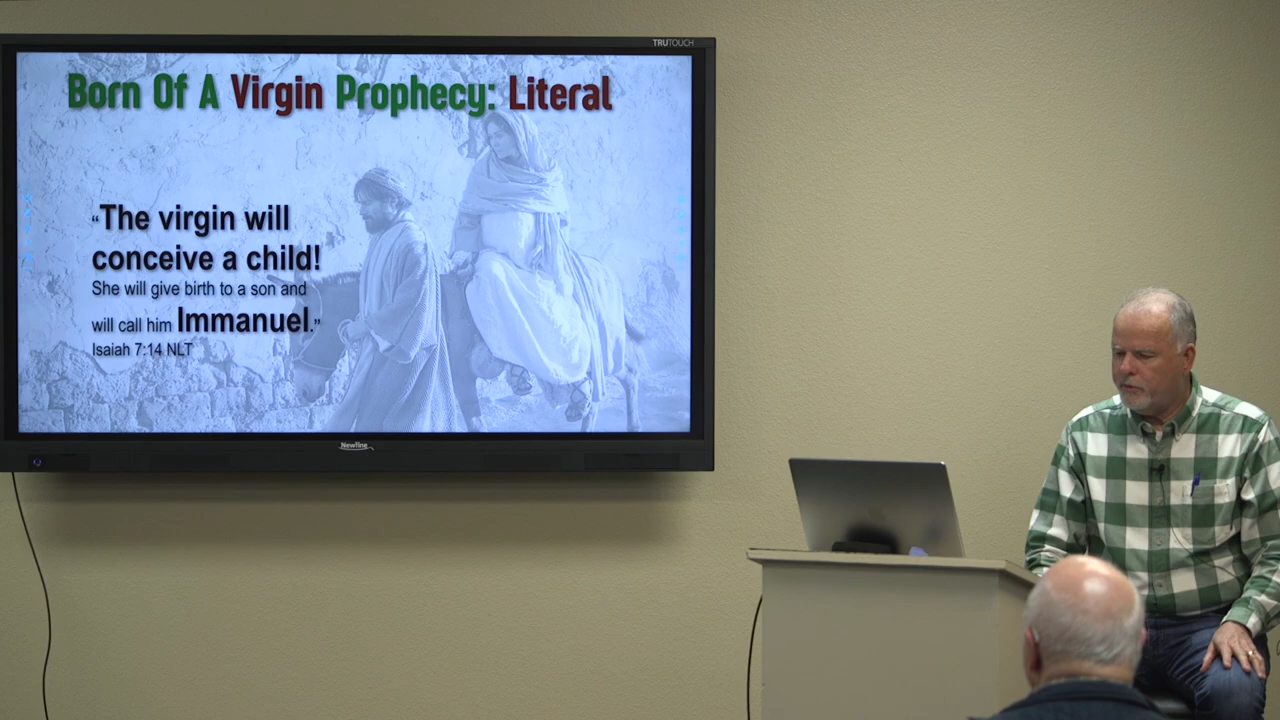 TRUTOUCH
Born Of A Virgin Prophecy: Literal
“The virgin will
conceive a child!
She will give birth to a son and
will call him Immanuel.”
Isaiah 7:14 NLT
Newline